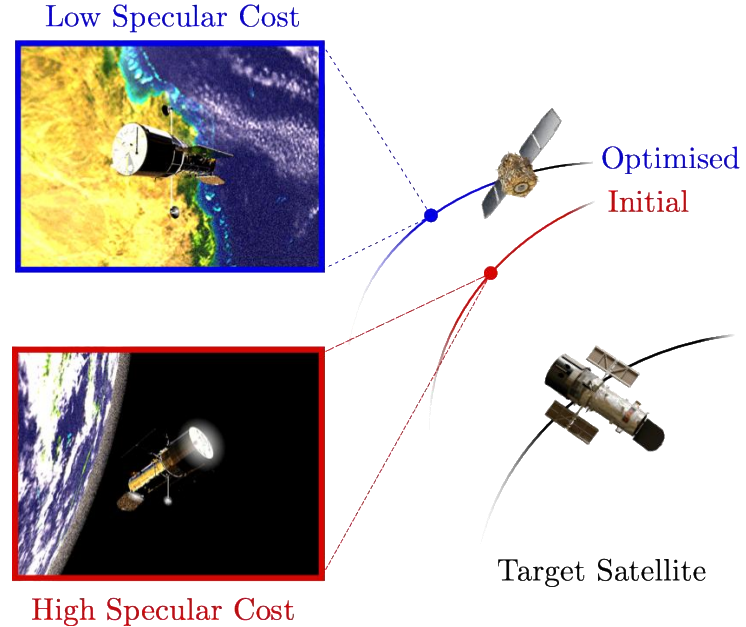 Low Specular Cost
Optimised
Initial
Target Satellite
High Specular Cost